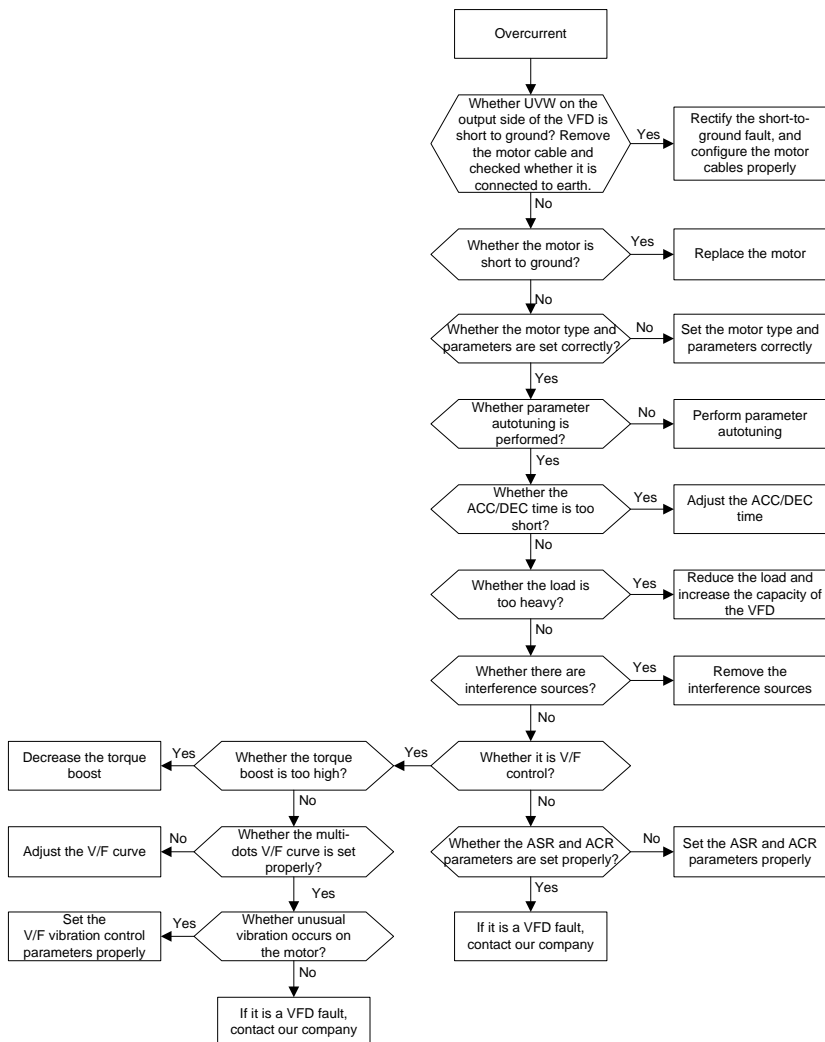 Overcurrent
Whether UVW on the
output side of the VFD is
short to ground? Remove
the motor cable and
checked whether it is
connected to earth.
Yes
Rectify the short-to-
ground fault, and
configure the motor
cables properly
No
Whether the motor is
short to ground?
Yes
Replace the motor
No
Whether the motor type and
parameters are set correctly?
No
Set the motor type and
parameters correctly
Yes
Whether parameter
autotuning is
performed?
No
Perform parameter
autotuning
Yes
Whether the
ACC/DEC time is too
short?
Yes
Adjust the ACC/DEC
time
No
Whether the load is
too heavy?
Yes
Reduce the load and
increase the capacity of
the VFD
No
Whether there are
interference sources?
Yes
Remove the
interference sources
No
Whether it is V/F
control?
Yes
Whether the torque
boost is too high?
Yes
Decrease the torque
boost
No
Whether the multi-
dots V/F curve is set
properly?
No
Adjust the V/F curve
Yes
Whether unusual
vibration occurs on
the motor?
Yes
Set the
V/F vibration control
parameters properly
No
If it is a VFD fault,
contact our company
No
Whether the ASR and ACR
parameters are set properly?
No
Set the ASR and ACR
parameters properly
Yes
If it is a VFD fault,
contact our company